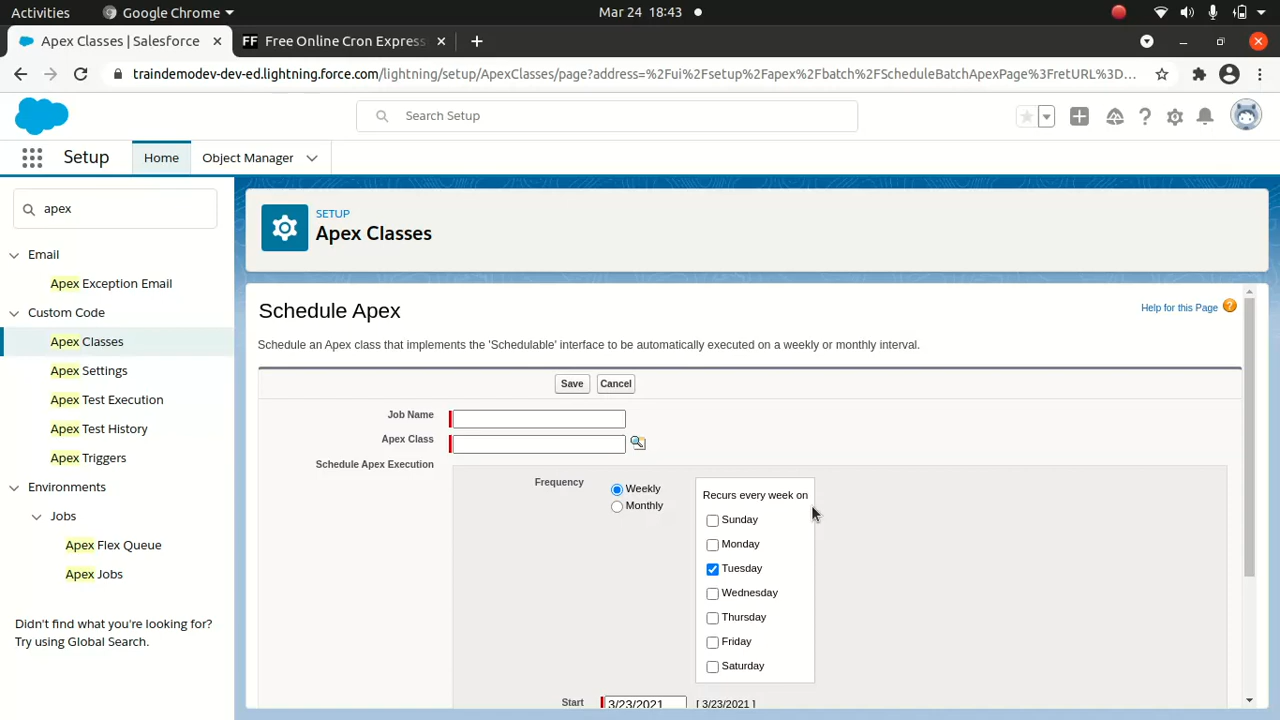 Activities
Google Chrome
Mar 24 18:43
Apex Classes | Salesforce
FF
Free Online Cron Express
traindemodev-dev-ed.lightning.force.com/lightning/setup/ApexClasses/page?address=%2Fui%2Fsetup%2Fapex%2Fbatch%2FScheduleBatchApexPage%3FretURL%3D...
Search Setup
Setup
Home
Object Manager
apex
SETUP
Apex Classes
Email
Apex Exception Email
Custom Code
Apex Classes
Apex Settings
Apex Test Execution
Apex Test History
Apex Triggers
Environments
Jobs
Apex Flex Queue
Apex Jobs
Didn't find what you're looking for?
Try using Global Search.
Schedule Apex
Help for this Page
Schedule an Apex class that implements the 'Schedulable' interface to be automatically executed on a weekly or monthly interval.
Save
Cancel
Job Name
Apex Class
Schedule Apex Execution
Frequency
Weekly
Monthly
Recurs every week on
Sunday
Monday
Tuesday
Wednesday
Thursday
Friday
Saturday
Start
3/23/2021
[ 3/23/2021 ]